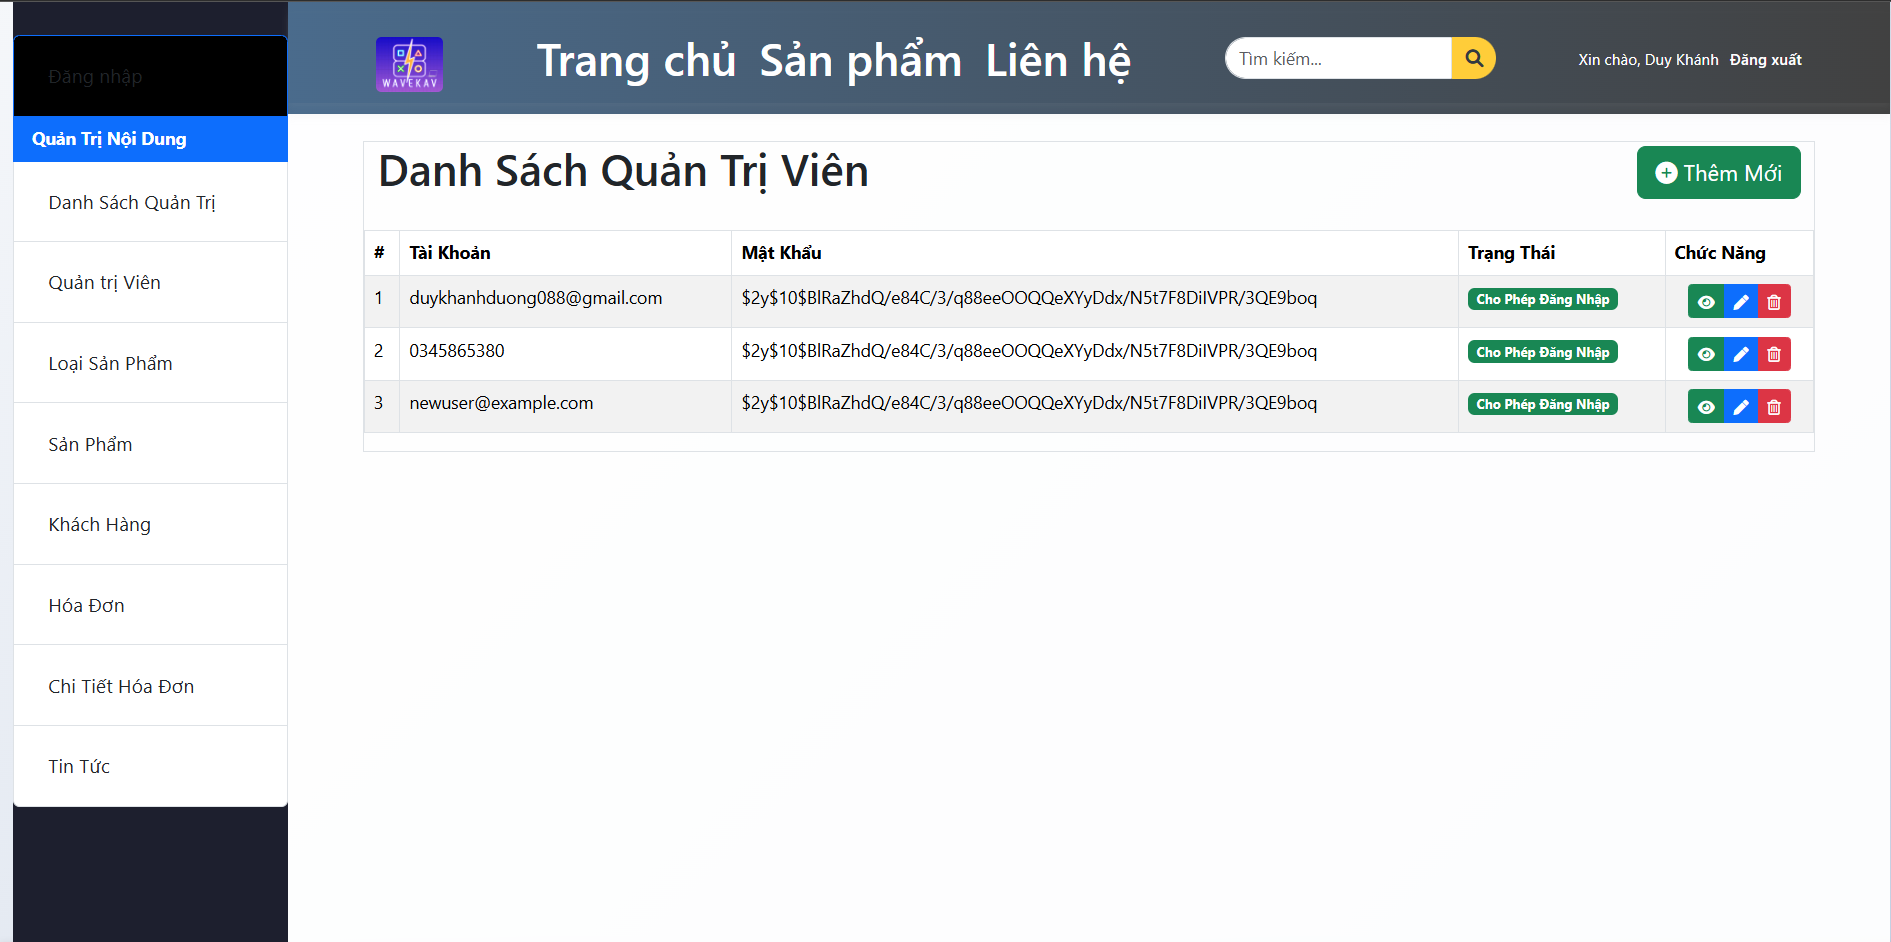 WAVEKAV
Trang chủ Sản phẩm Liên hệ
Tìm kiếm...
Xin chào, Duy Khánh Đăng xuất
Đăng nhập
Quản Trị Nội Dung
Danh Sách Quản Trị
Quản trị Viên
Loại Sản Phẩm
Sản Phẩm
Khách Hàng
Hóa Đơn
Chi Tiết Hóa Đơn
Tin Tức
Danh Sách Quản Trị Viên
Thêm Mới
# Tài Khoản Mật Khẩu Trạng Thái Chức Năng
1 duykhanhduong088@gmail.com $2y$10$BlRaZhdQ/e84C/3/q88eeOOQQeXYyDdx/N5t7F8DiIVPR/3QE9boq Cho Phép Đăng Nhập
2 0345865380 $2y$10$BlRaZhdQ/e84C/3/q88eeOOQQeXYyDdx/N5t7F8DiIVPR/3QE9boq Cho Phép Đăng Nhập
3 newuser@example.com $2y$10$BlRaZhdQ/e84C/3/q88eeOOQQeXYyDdx/N5t7F8DiIVPR/3QE9boq Cho Phép Đăng Nhập